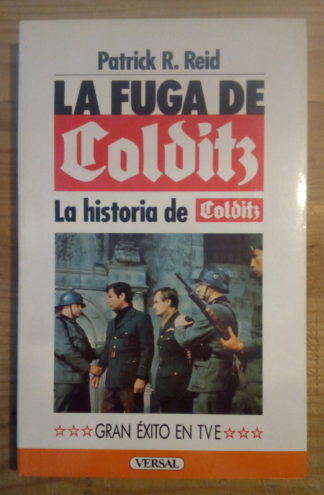 Patrick R. Reid
LA FUGA DE
Colditz
La historia de Colditz
☆☆☆GRAN ÉXITO EN TVE☆☆☆
VERSAL